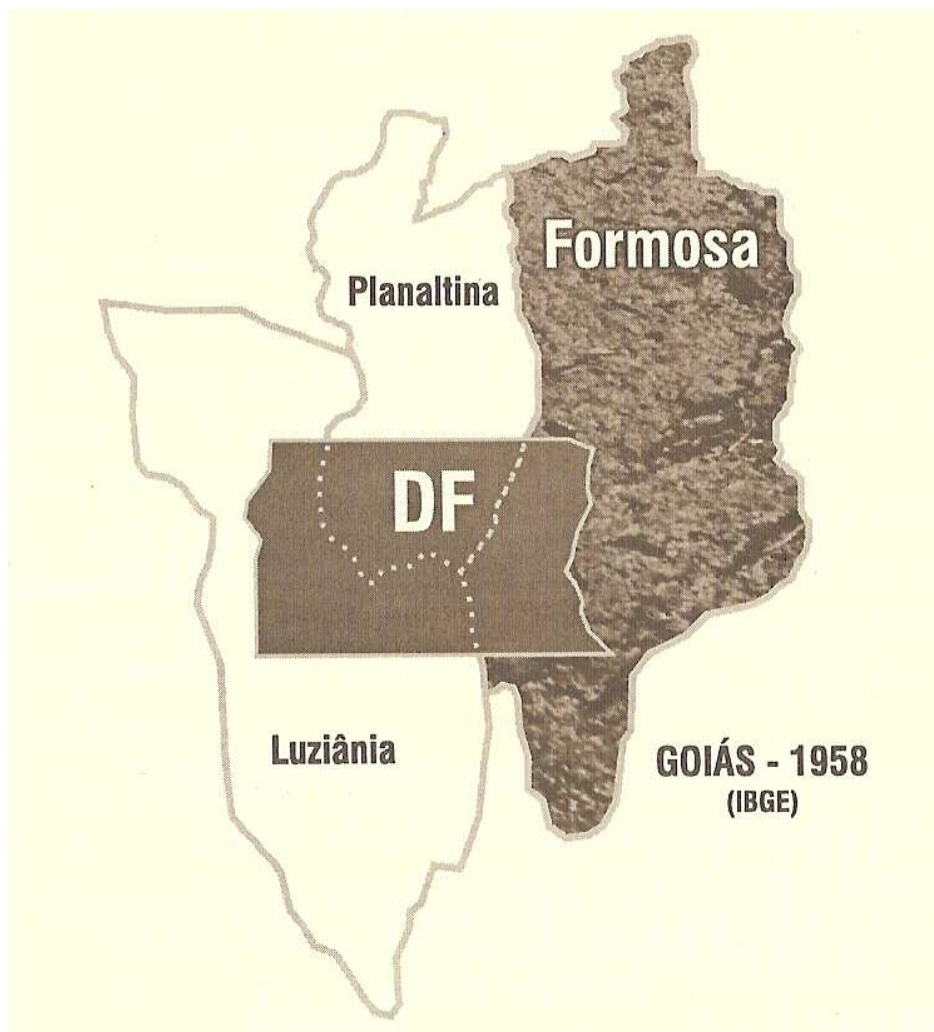 Formosa
Planaltina
DF
Luziânia
GOIÁS - 1958
(IBGE)